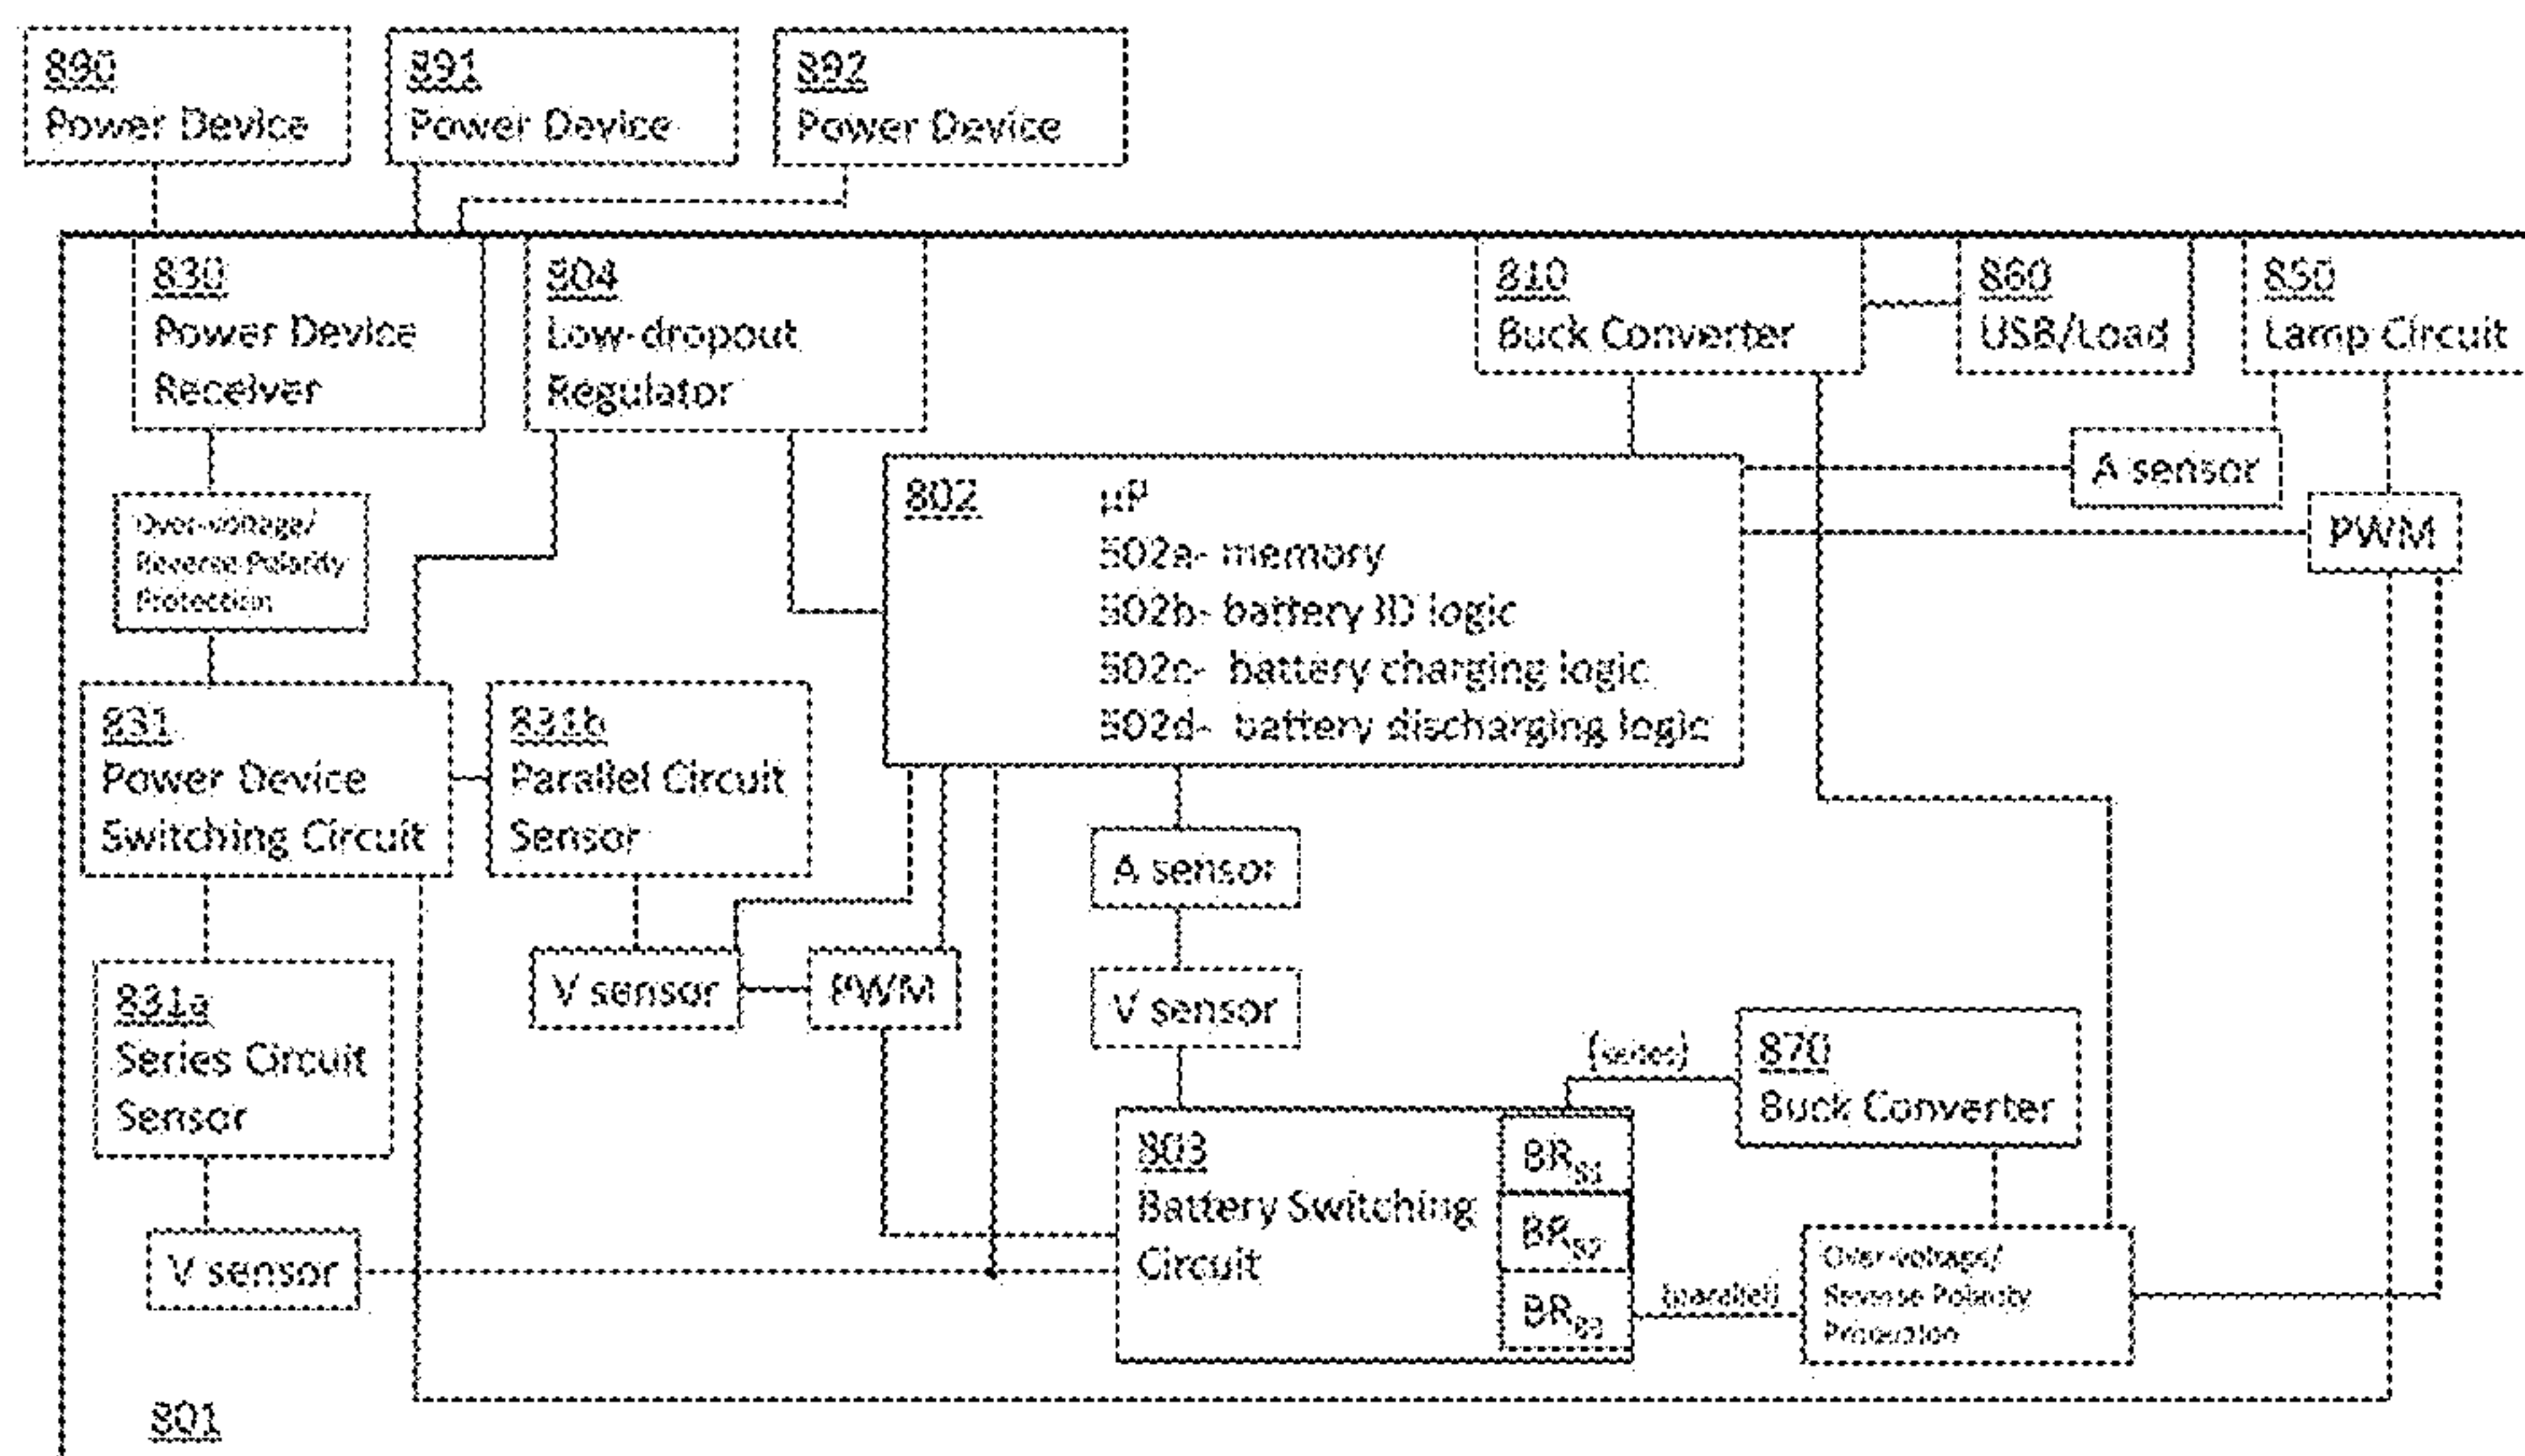 890
Power Device
891
Power Device
892
Power Device
830
Power Device
Receiver
804
Low-dropout
Regulator
810
Buck Converter
860
USB/Load
850
Lamp Circuit
Over-voltage/
Reverse Polarity
Protection
802 µP
502a- memory
502b- battery ID logic
502c- battery charging logic
502d- battery discharging logic
A sensor
PWM
831
Power Device
Switching Circuit
831b
Parallel Circuit
Sensor
A sensor
831a
Series Circuit
Sensor
V sensor
PWM
V sensor
(series)
870
Buck Converter
803
Battery Switching
Circuit
BRS1
BRS2
BRS3
V sensor
(parallel)
Over-voltage/
Reverse Polarity
Protection
801